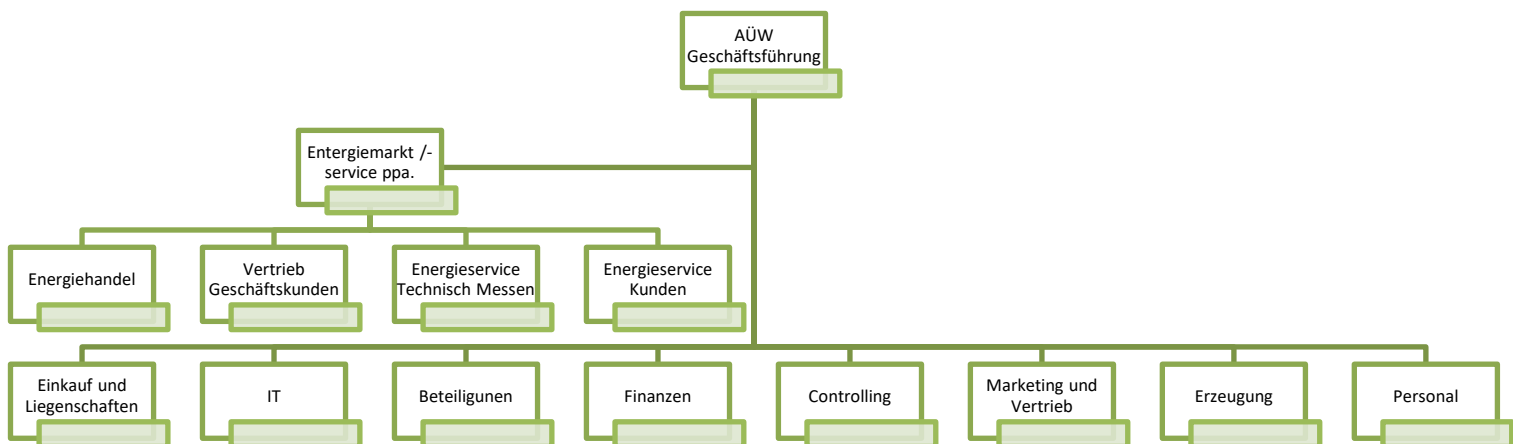 AÜW
Geschäftsführung
Entergiemarkt /-
service ppa.
Energiehandel
Vertrieb
Geschäftskunden
Energieservice
Technisch Messen
Energieservice
Kunden
Einkauf und
Liegenschaften
IT
Beteiligunen
Finanzen
Controlling
Marketing und
Vertrieb
Erzeugung
Personal